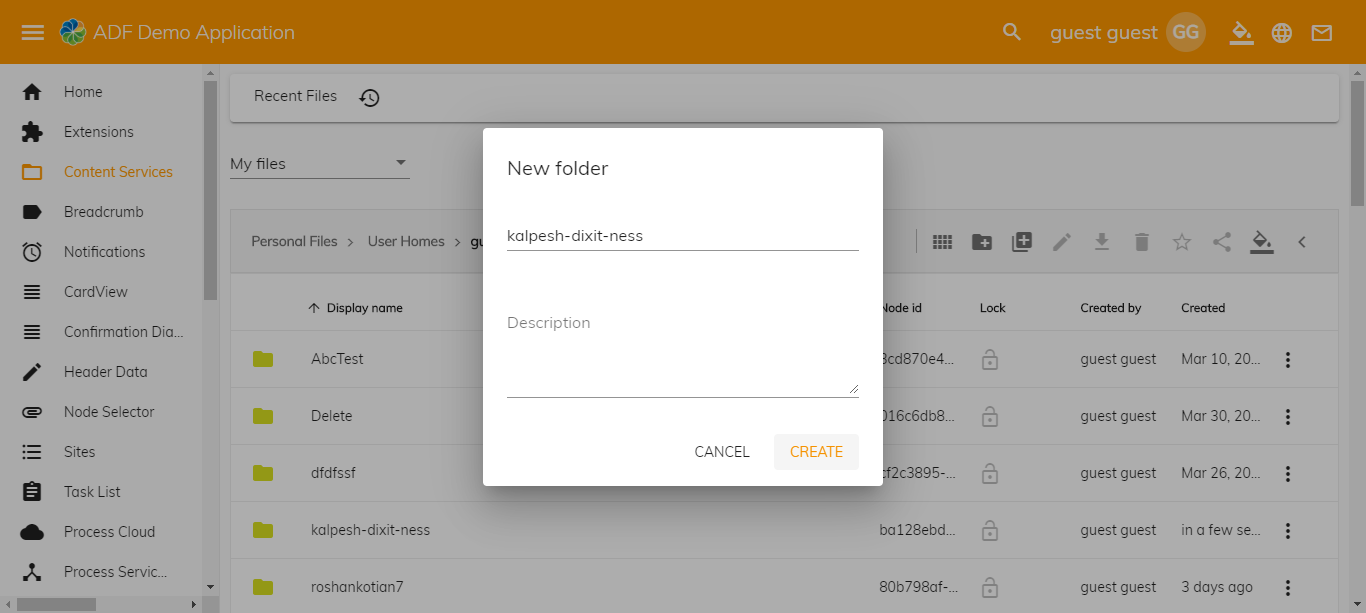 ADF Demo Application
guest guest GG
Home
Extensions
Content Services
Breadcrumb
Notifications
CardView
Confirmation Dia...
Header Data
Node Selector
Sites
Task List
Process Cloud
Process Servic...
Recent Files
My files
Personal Files > User Homes >
New folder
kalpesh-dixit-ness
Description
CANCEL CREATE
Display name Node id Lock Created by Created
AbcTest 3cd870e4... guest guest Mar 10, 20...
Delete 016c6db8... guest guest Mar 30, 20...
dfdfssf cf2c3895-... guest guest Mar 26, 20...
kalpesh-dixit-ness ba128ebd... guest guest in a few se...
roshankotian7 80b798af-... guest guest 3 days ago